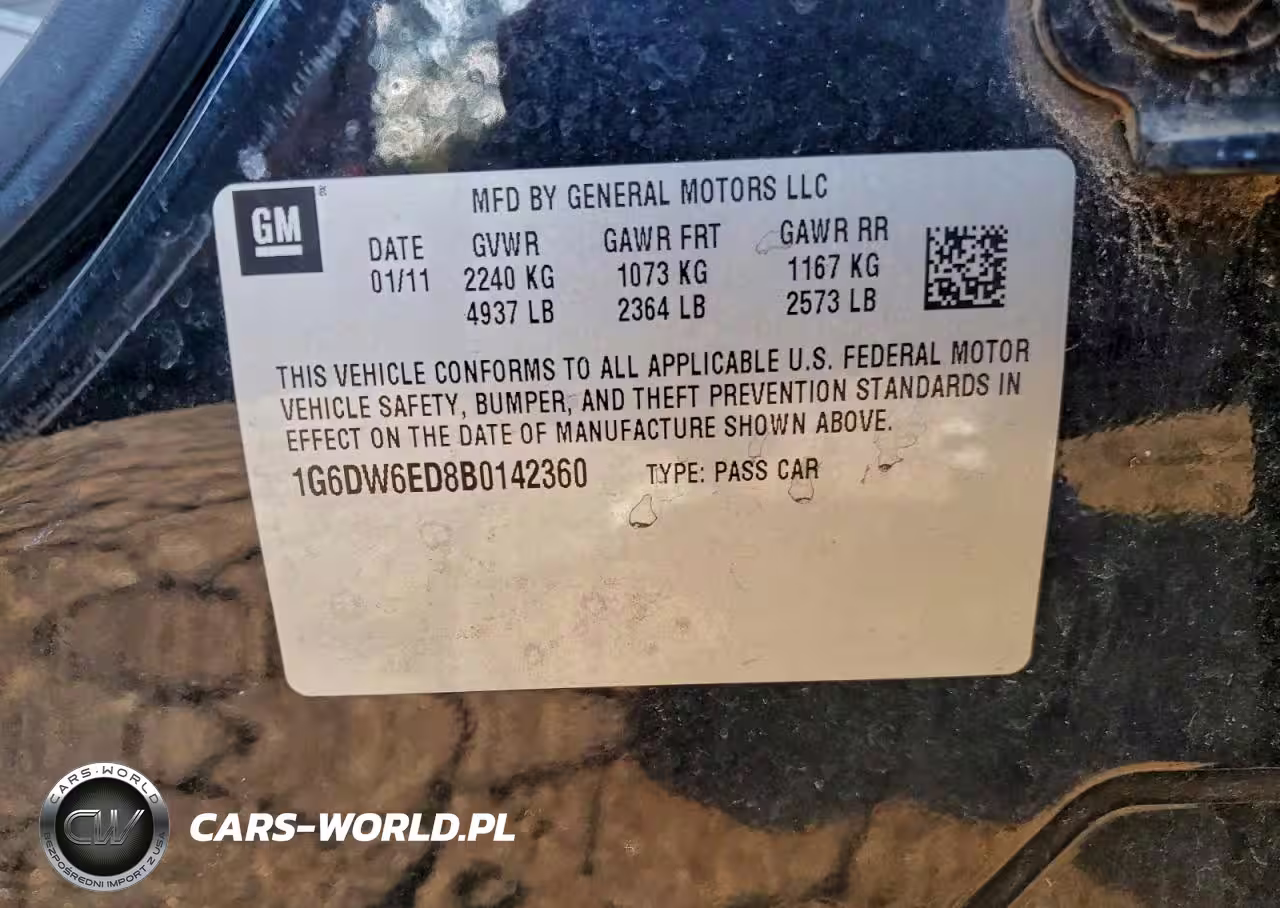 GM
MFD BY GENERAL MOTORS LLC
DATE GVWR GAWR FRT GAWR RR
01/11 2240 KG 1073 KG 1167 KG
4937 LB 2364 LB 2573 LB
THIS VEHICLE CONFORMS TO ALL APPLICABLE U.S. FEDERAL MOTOR
VEHICLE SAFETY, BUMPER, AND THEFT PREVENTION STANDARDS IN
EFFECT ON THE DATE OF MANUFACTURE SHOWN ABOVE.
1G6DW6ED8B0142360 TYPE: PASS CAR
CARS-WORLD
CW
BEZPOŚREDNI IMPORT Z USA
CARS-WORLD.PL